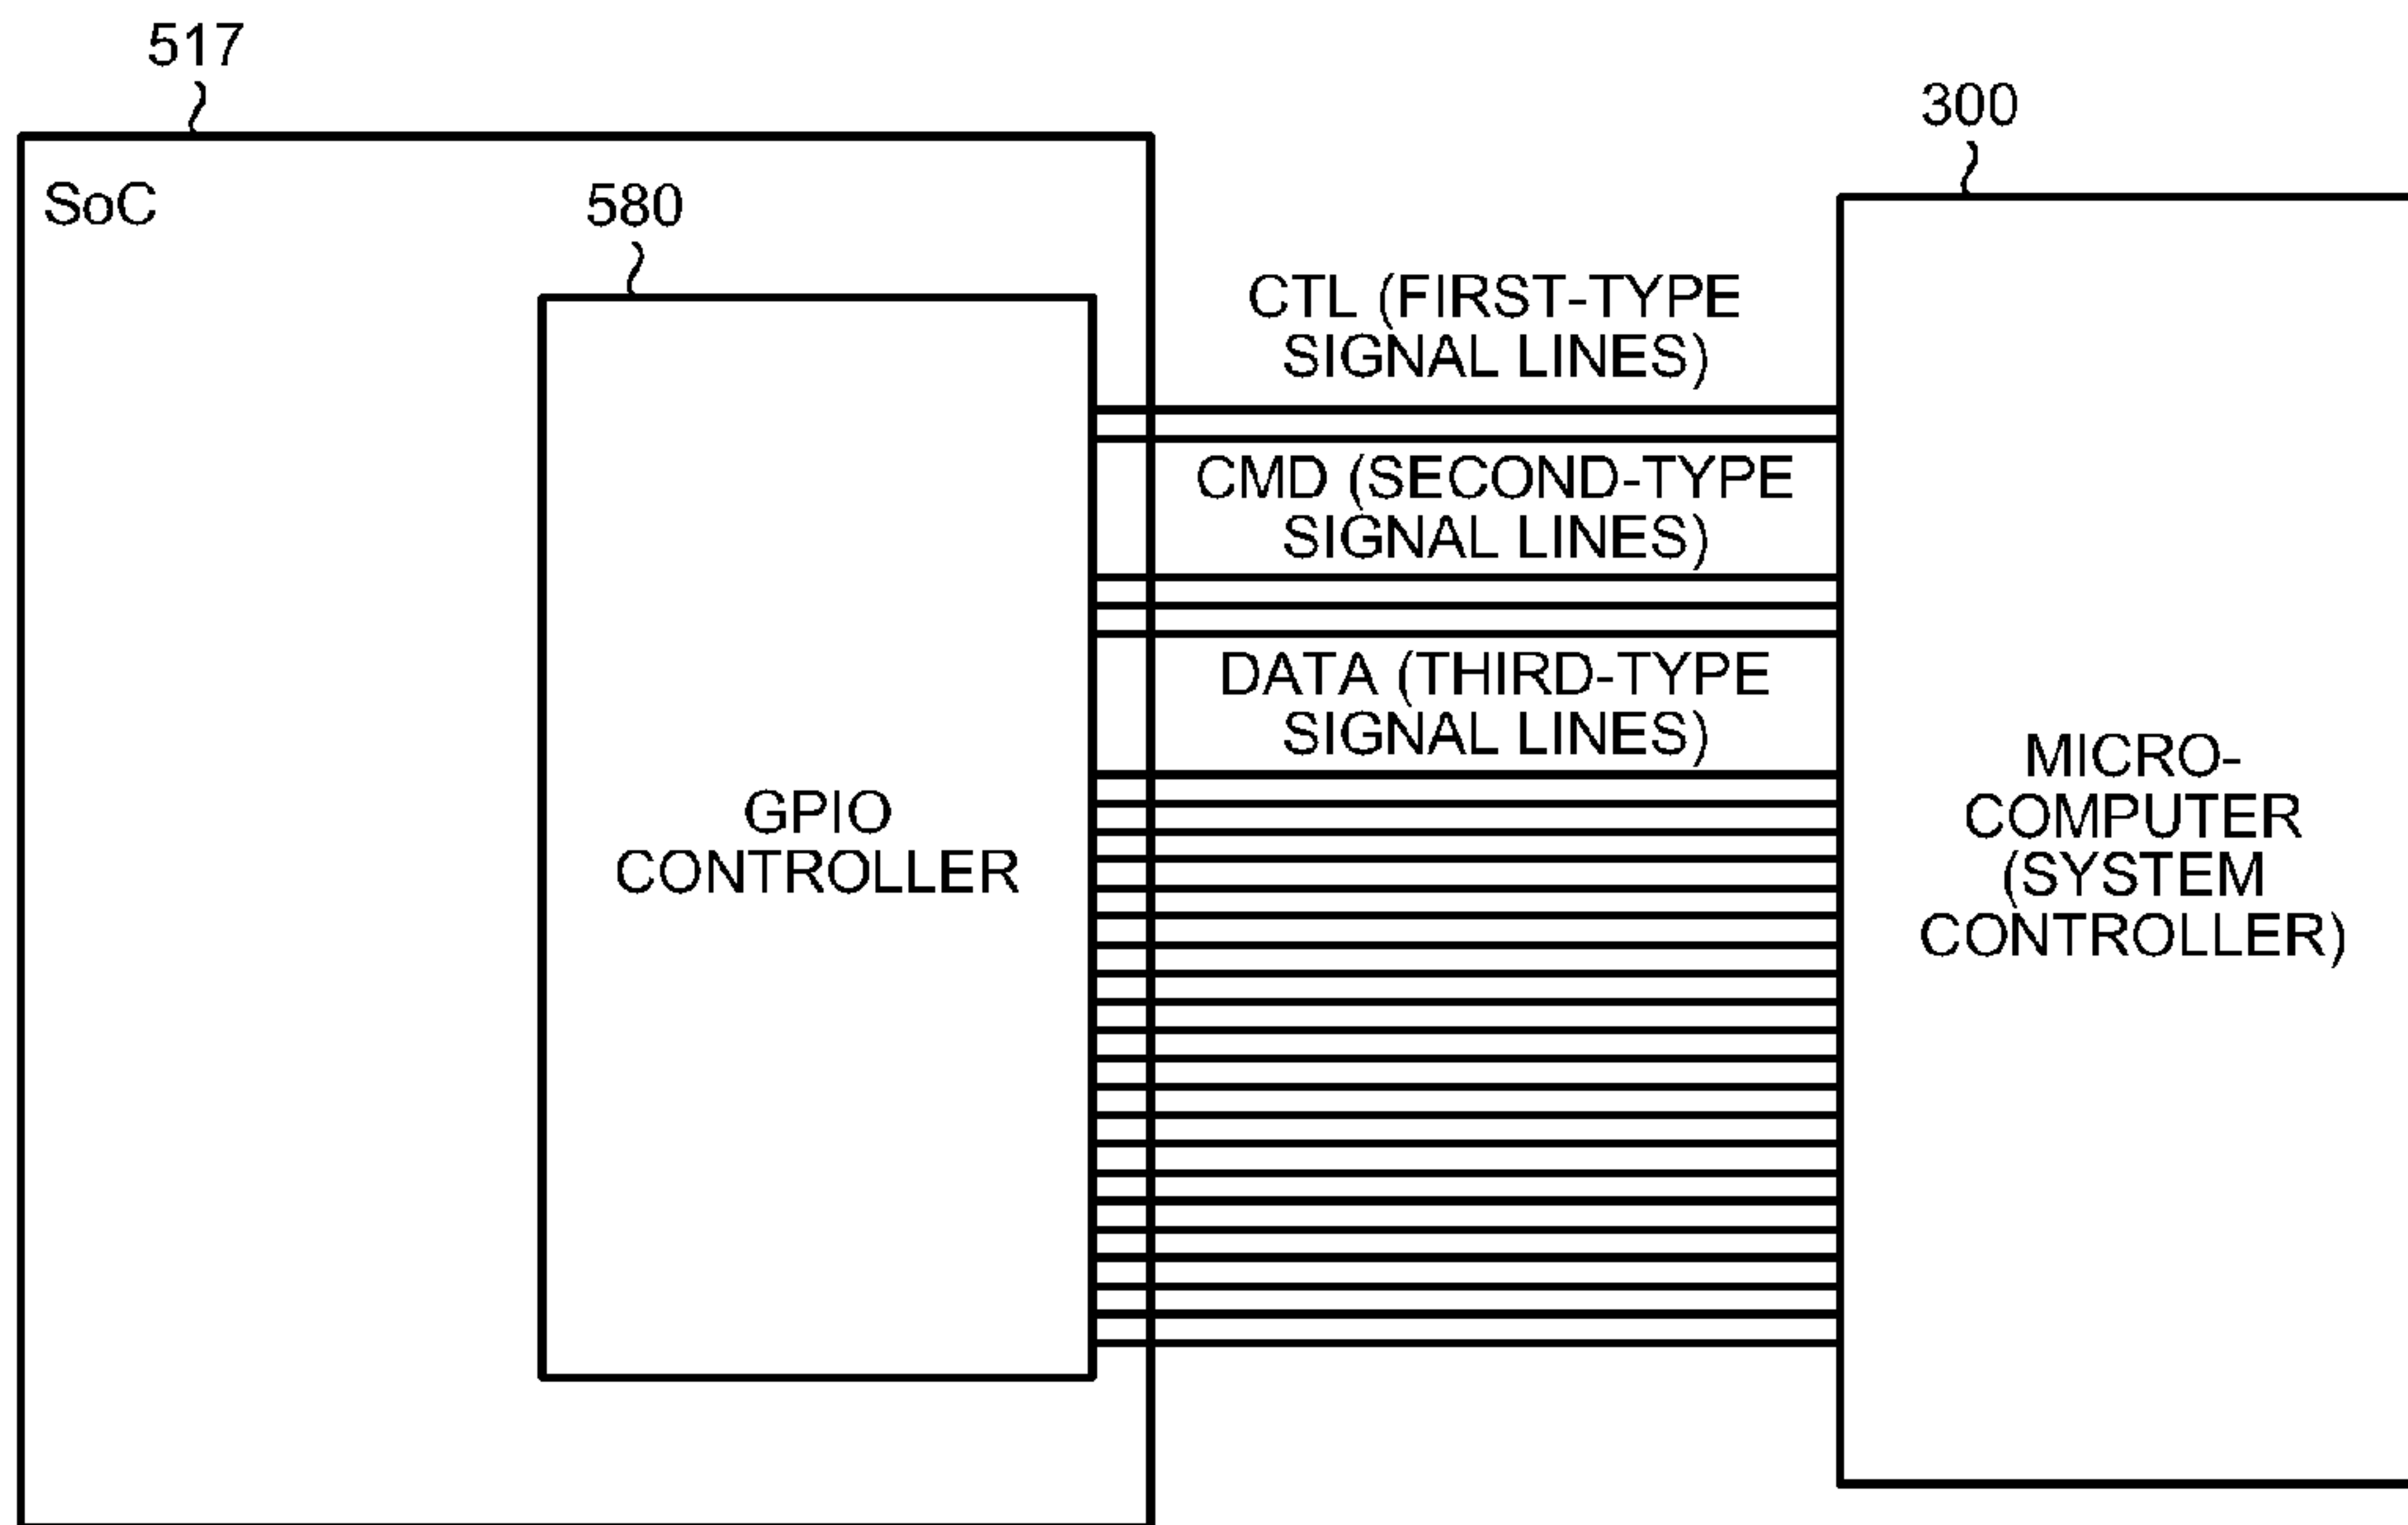 517
300
SoC
580
CTL (FIRST-TYPE
SIGNAL LINES)
CMD (SECOND-TYPE
SIGNAL LINES)
DATA (THIRD-TYPE
SIGNAL LINES)
GPIO
CONTROLLER
MICRO-
COMPUTER
(SYSTEM
CONTROLLER)